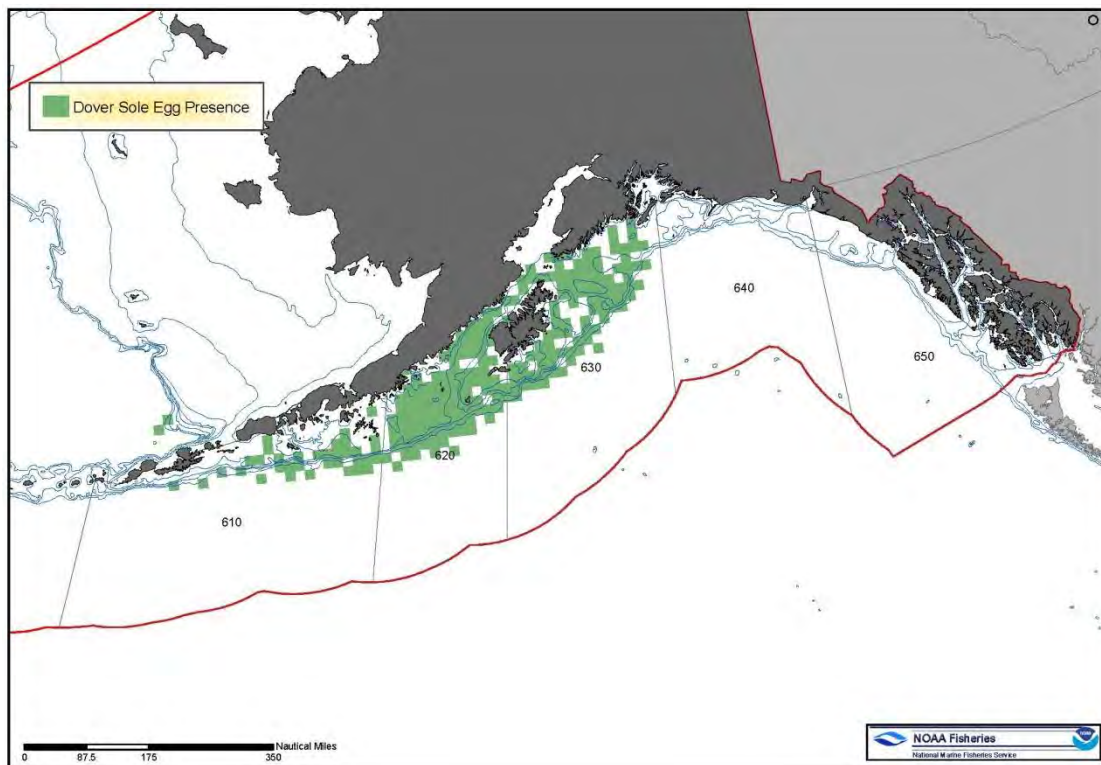 Dover Sole Egg Presence
640
650
630
620
610
Nautical Miles
0 87.5 175 350
NOAA Fisheries
National Marine Fisheries Service